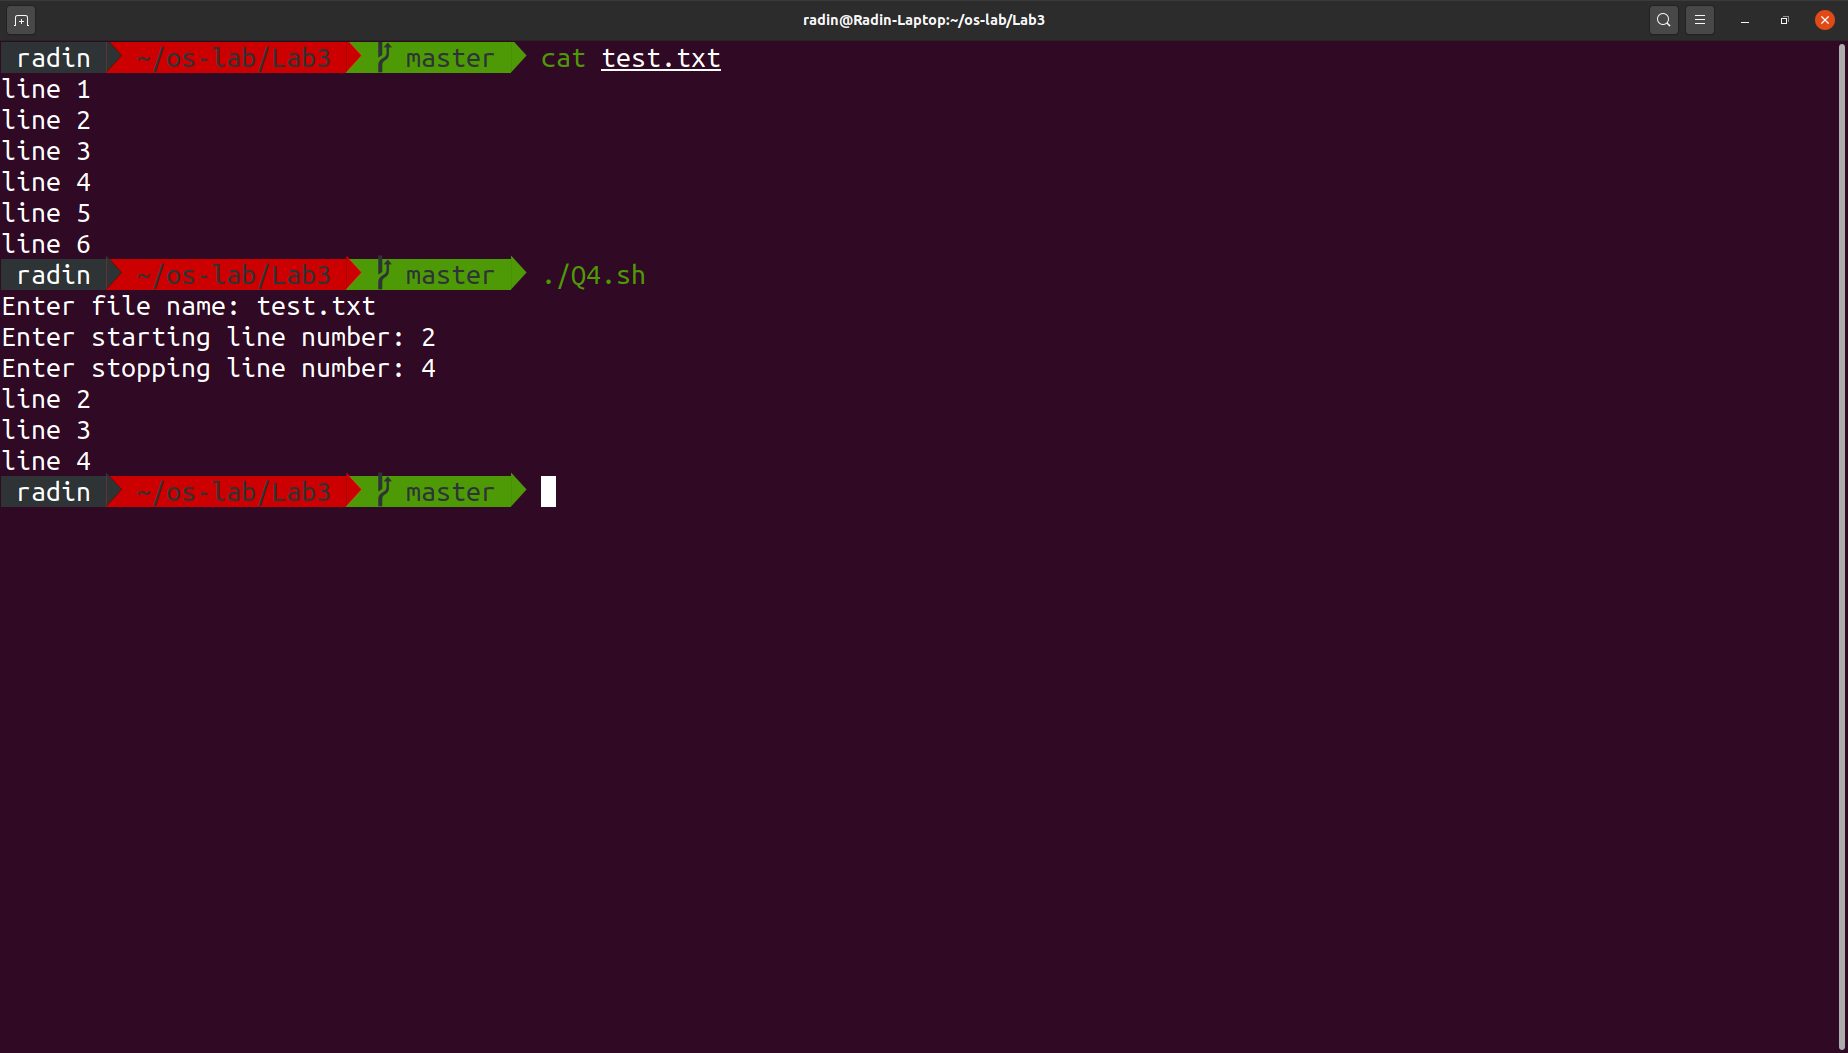 radin@Radin-Laptop:~/os-lab/Lab3
radin ~/os-lab/Lab3 master cat test.txt
line 1
line 2
line 3
line 4
line 5
line 6
radin ~/os-lab/Lab3 master ./Q4.sh
Enter file name: test.txt
Enter starting line number: 2
Enter stopping line number: 4
line 2
line 3
line 4
radin ~/os-lab/Lab3 master